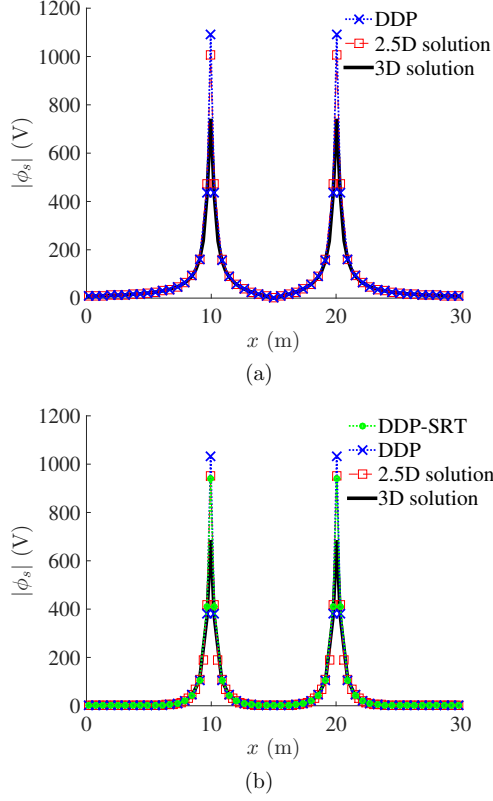 1200
1000
800
600
400
200
0
|ϕₛ| (V)
DDP
2.5D solution
3D solution
0 10 20 30
x (m)
(a)
1200
1000
800
600
400
200
0
|ϕₛ| (V)
DDP-SRT
DDP
2.5D solution
3D solution
0 10 20 30
x (m)
(b)